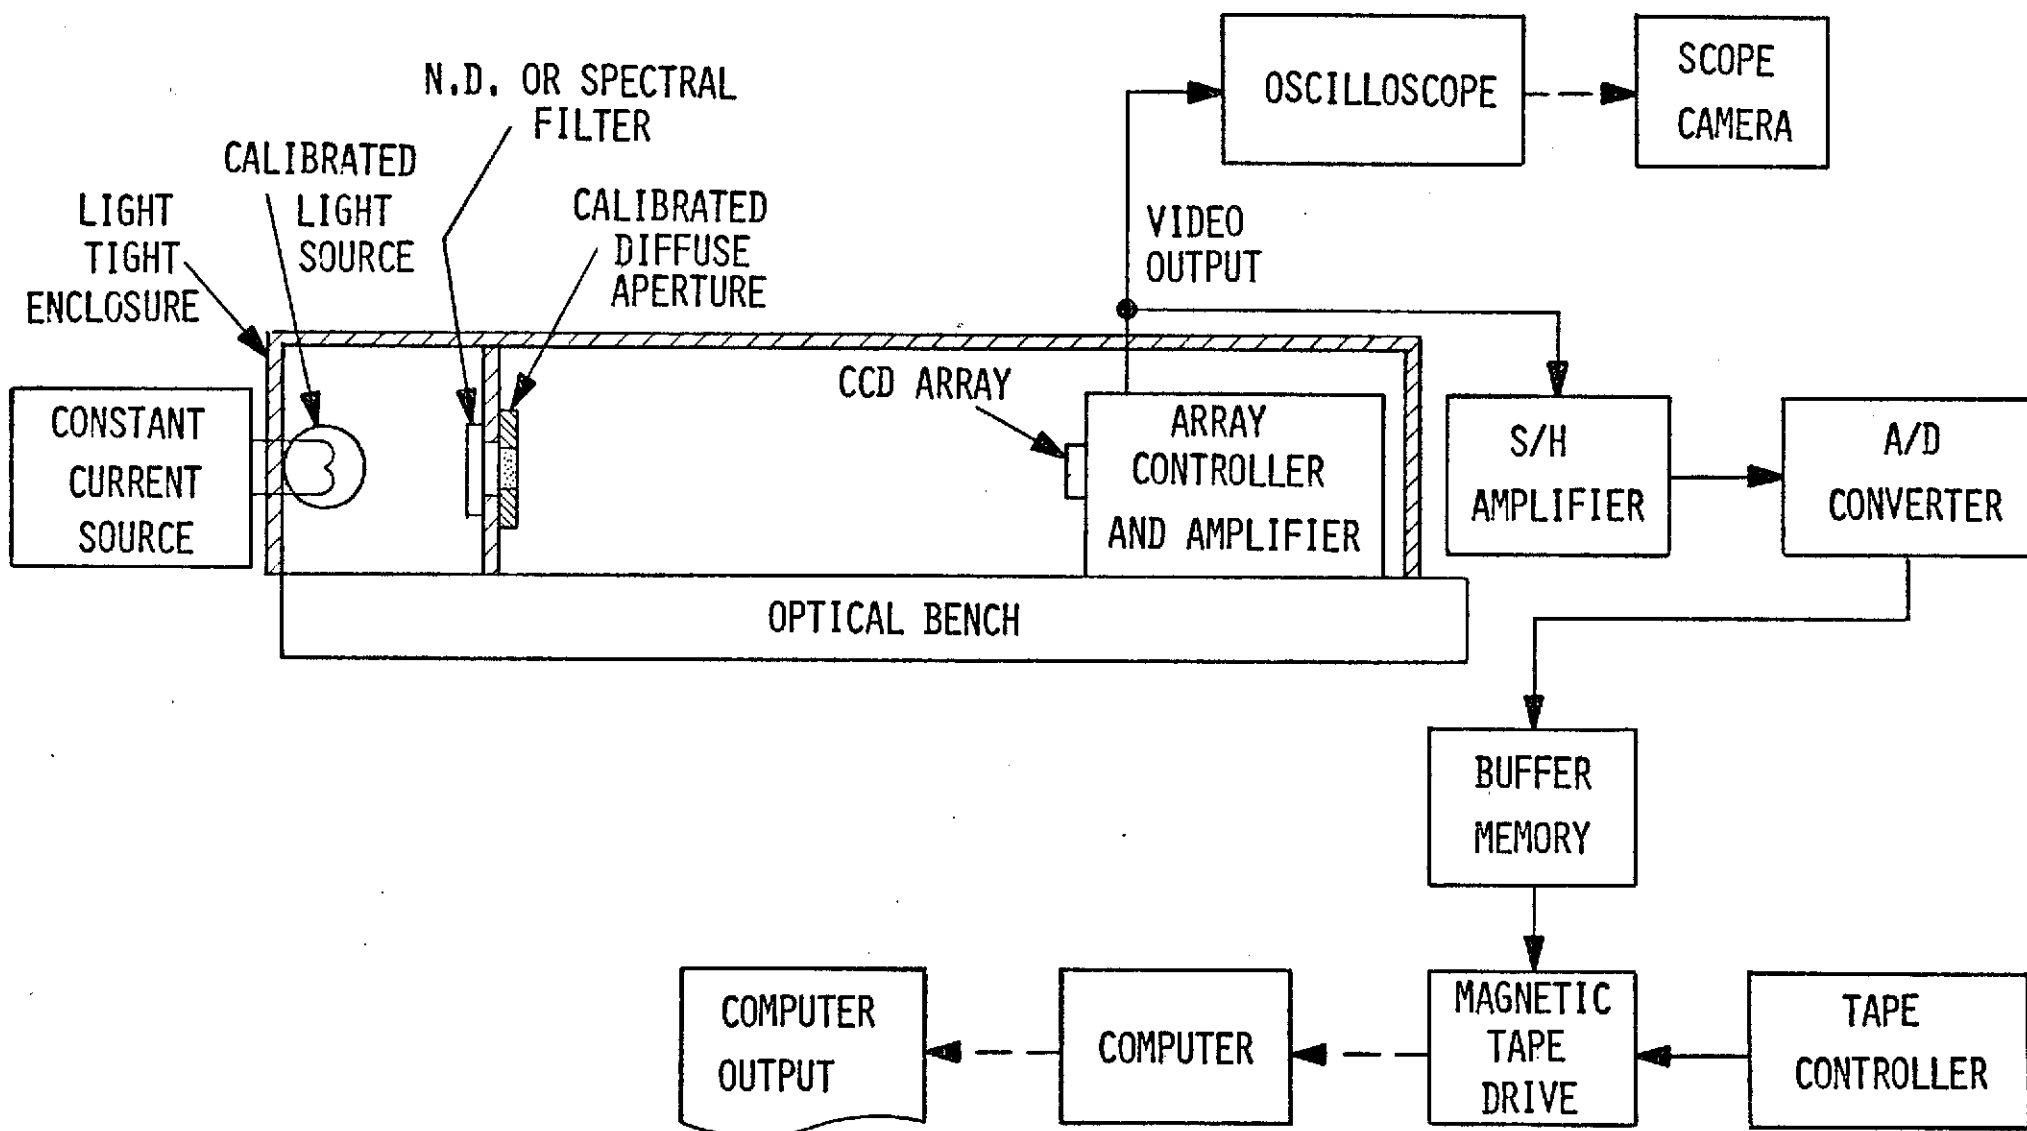 N.D. OR SPECTRAL
FILTER
CALIBRATED
LIGHT
SOURCE
LIGHT
TIGHT
ENCLOSURE
CALIBRATED
DIFFUSE
APERTURE
CONSTANT
CURRENT
SOURCE
CCD ARRAY
ARRAY
CONTROLLER
AND AMPLIFIER
OPTICAL BENCH
VIDEO
OUTPUT
OSCILLOSCOPE
SCOPE
CAMERA
S/H
AMPLIFIER
A/D
CONVERTER
BUFFER
MEMORY
MAGNETIC
TAPE
DRIVE
TAPE
CONTROLLER
COMPUTER
COMPUTER
OUTPUT